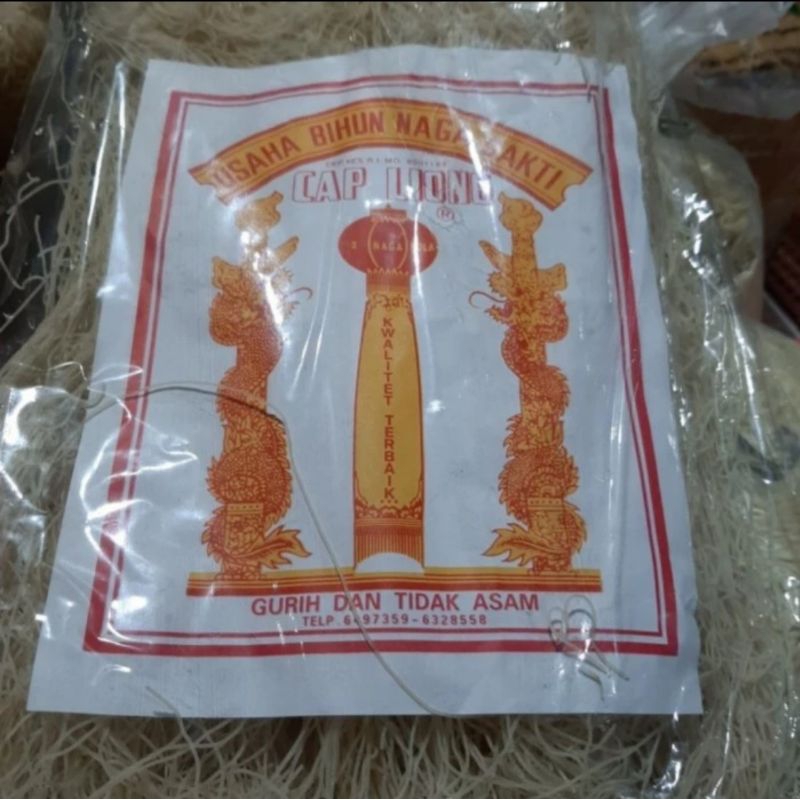 USAHA BIHUN NAGA SAKTI
CAP LIONG
R
NAGA
KWALITET TERBAIK
GURIH DAN TIDAK ASAM
TELP. 6497359-6328558